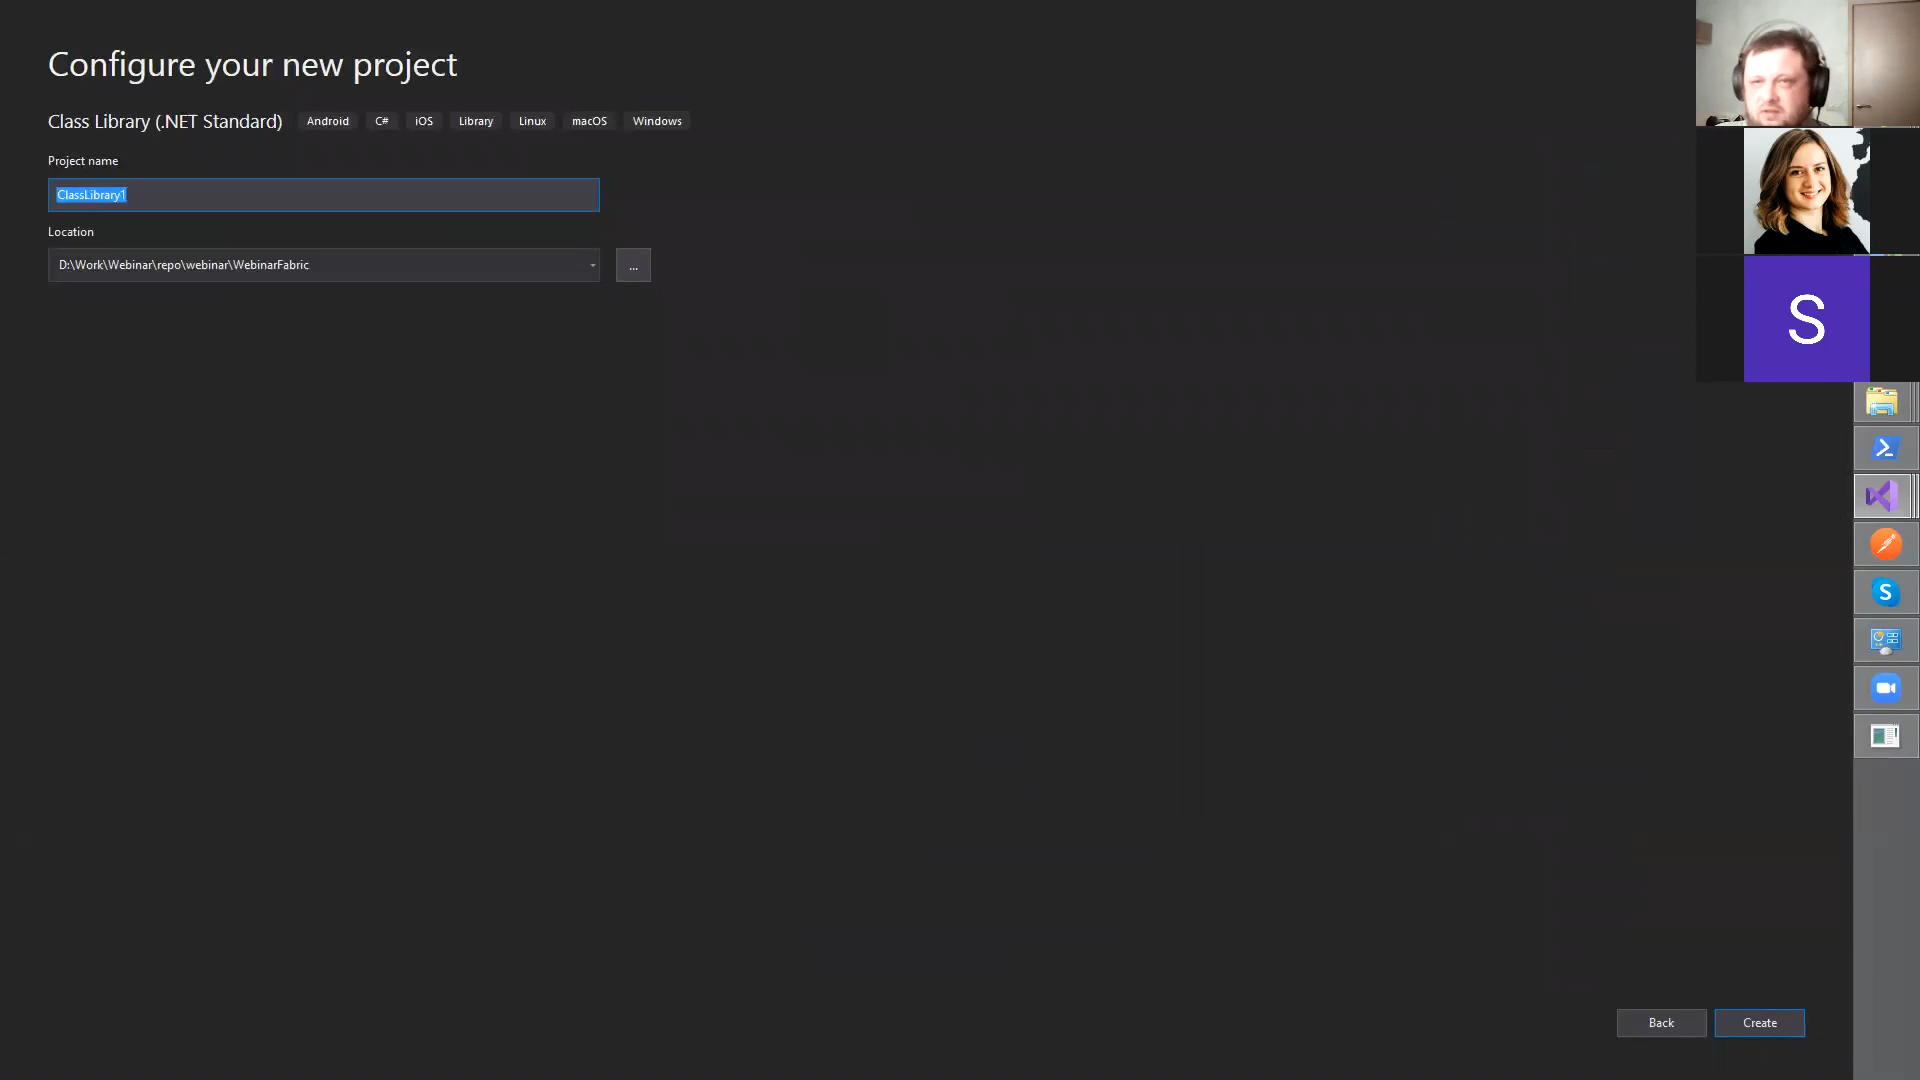 Configure your new project
Class Library (.NET Standard) Android C# iOS Library Linux macOS Windows
Project name
ClassLibrary1
Location
D:\Work\Webinar\repo\webinar\WebinarFabric
...
S
S
Back Create